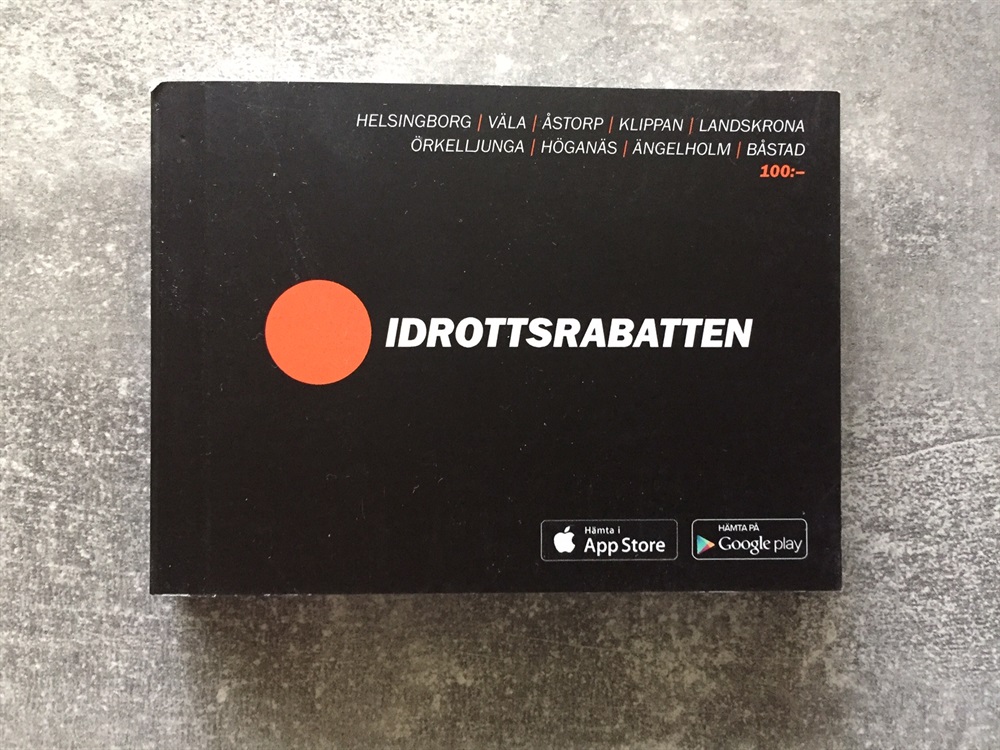 HELSINGBORG | VÄLA | ÅSTORP | KLIPPAN | LANDSKRONA
ÖRKELLJUNGA | HÖGANÄS | ÄNGELHOLM | BÅSTAD
100:–
IDROTTSRABATTEN
Hämta i
App Store
HÄMTA PÅ
Google play